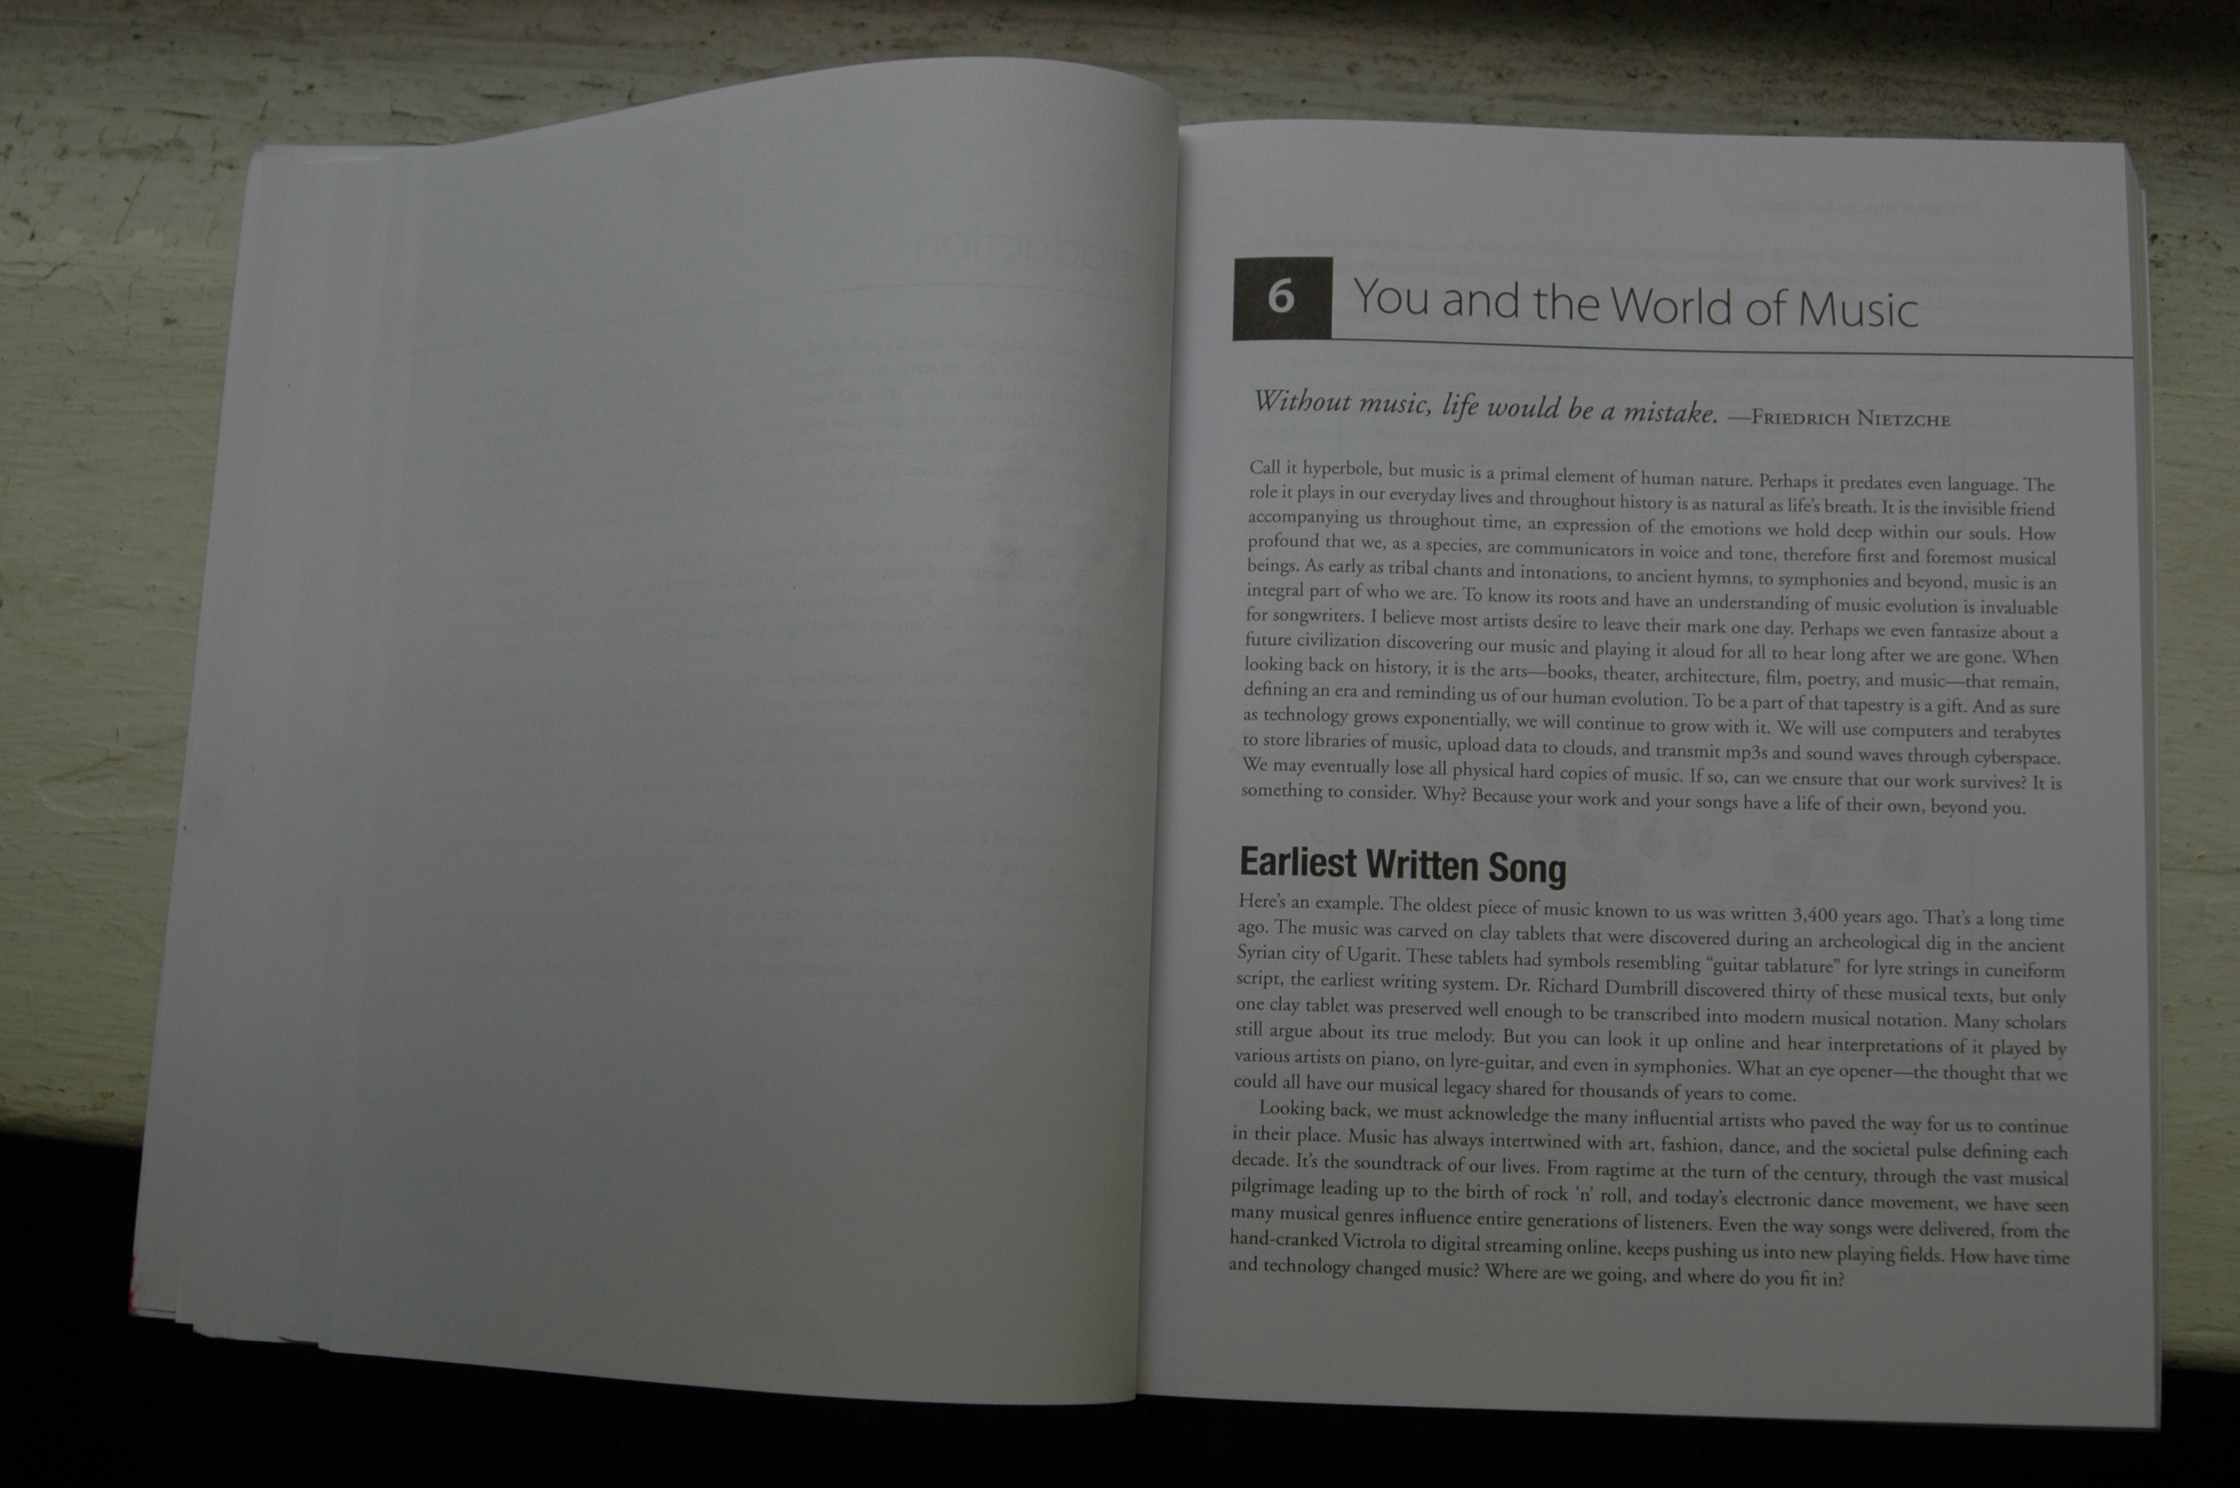 6 You and the World of Music
Without music, life would be a mistake. —FRIEDRICH NIETZCHE
Call it hyperbole, but music is a primal element of human nature. Perhaps it predates even language. The
role it plays in our everyday lives and throughout history is as natural as life's breath. It is the invisible friend
accompanying us throughout time, an expression of the emotions we hold deep within our souls. How
profound that we, as a species, are communicators in voice and tone, therefore first and foremost musical
beings. As early as tribal chants and intonations, to ancient hymns, to symphonies and beyond, music is an
integral part of who we are. To know its roots and have an understanding of music evolution is invaluable
for songwriters. I believe most artists desire to leave their mark one day. Perhaps we even fantasize about a
future civilization discovering our music and playing it aloud for all to hear long after we are gone. When
looking back on history, it is the arts—books, theater, architecture, film, poetry, and music—that remain,
defining an era and reminding us of our human evolution. To be a part of that tapestry is a gift. And as sure
as technology grows exponentially, we will continue to grow with it. We will use computers and terabytes
to store libraries of music, upload data to clouds, and transmit mp3s and sound waves through cyberspace.
We may eventually lose all physical hard copies of music. If so, can we ensure that our work survives? It is
something to consider. Why? Because your work and your songs have a life of their own, beyond you.
Earliest Written Song
Here's an example. The oldest piece of music known to us was written 3,400 years ago. That's a long time
ago. The music was carved on clay tablets that were discovered during an archeological dig in the ancient
Syrian city of Ugarit. These tablets had symbols resembling “guitar tablature” for lyre strings in cuneiform
script, the earliest writing system. Dr. Richard Dumbrill discovered thirty of these musical texts, but only
one clay tablet was preserved well enough to be transcribed into modern musical notation. Many scholars
still argue about its true melody. But you can look it up online and hear interpretations of it played by
various artists on piano, on lyre-guitar, and even in symphonies. What an eye opener—the thought that we
could all have our musical legacy shared for thousands of years to come.
Looking back, we must acknowledge the many influential artists who paved the way for us to continue
in their place. Music has always intertwined with art, fashion, dance, and the societal pulse defining each
decade. It's the soundtrack of our lives. From ragtime at the turn of the century, through the vast musical
pilgrimage leading up to the birth of rock 'n' roll, and today's electronic dance movement, we have seen
many musical genres influence entire generations of listeners. Even the way songs were delivered, from the
hand-cranked Victrola to digital streaming online, keeps pushing us into new playing fields. How have time
and technology changed music? Where are we going, and where do you fit in?